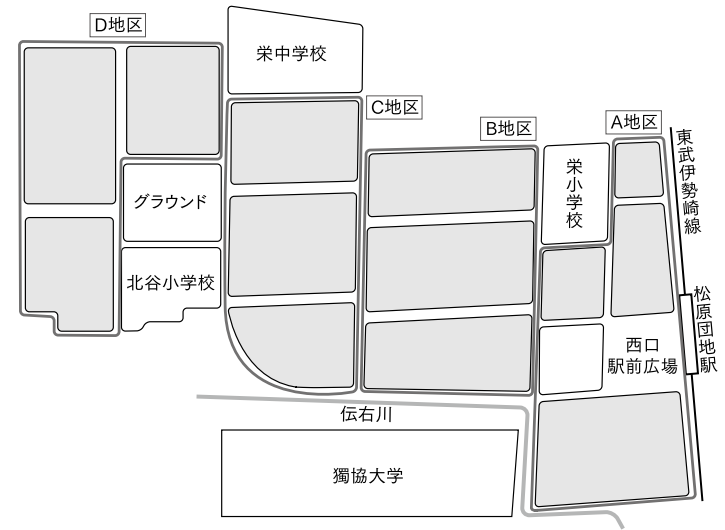 D地区
栄中学校
C地区
B地区
A地区
東武伊勢崎線
栄小学校
グラウンド
北谷小学校
松原団地駅
西口
駅前広場
伝右川
獨協大学